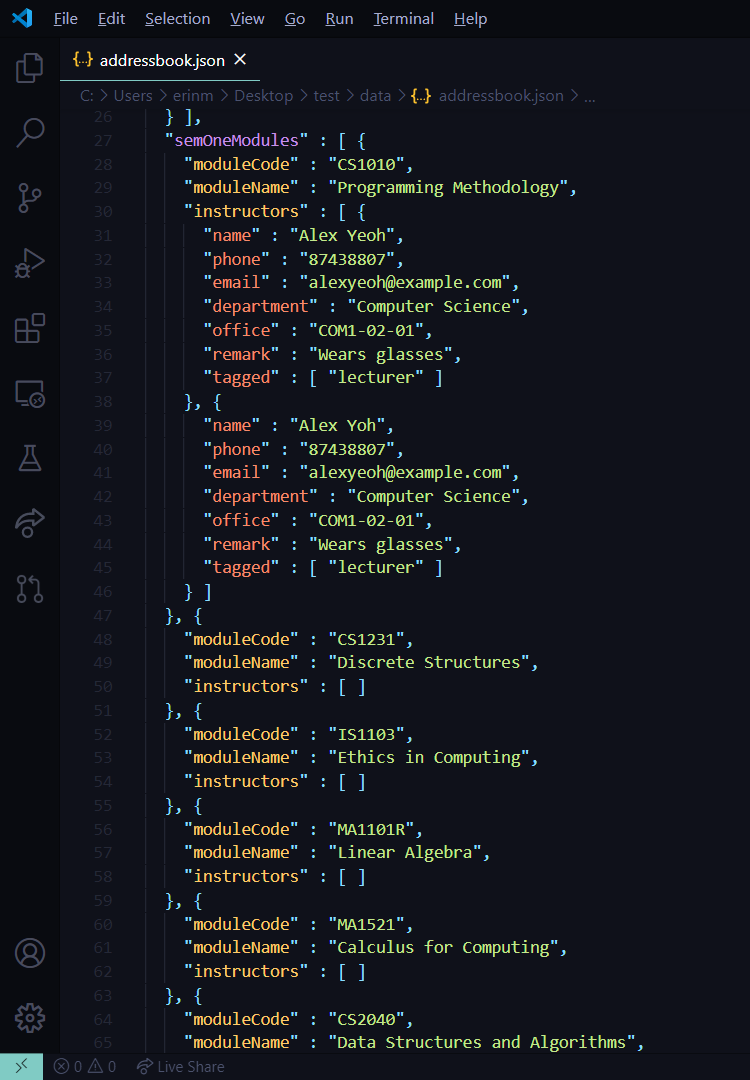 File Edit Selection View Go Run Terminal Help
{..} addressbook.json ×
C: > Users > erinm > Desktop > test > data > {..} addressbook.json > ...
26 } ],
27 "semOneModules" : [ {
28 "moduleCode" : "CS1010",
29 "moduleName" : "Programming Methodology",
30 "instructors" : [ {
31 "name" : "Alex Yeoh",
32 "phone" : "87438807",
33 "email" : "alexyeoh@example.com",
34 "department" : "Computer Science",
35 "office" : "COM1-02-01",
36 "remark" : "Wears glasses",
37 "tagged" : [ "lecturer" ]
38 }, {
39 "name" : "Alex Yoh",
40 "phone" : "87438807",
41 "email" : "alexyeoh@example.com",
42 "department" : "Computer Science",
43 "office" : "COM1-02-01",
44 "remark" : "Wears glasses",
45 "tagged" : [ "lecturer" ]
46 } ]
47 }, {
48 "moduleCode" : "CS1231",
49 "moduleName" : "Discrete Structures",
50 "instructors" : [ ]
51 }, {
52 "moduleCode" : "IS1103",
53 "moduleName" : "Ethics in Computing",
54 "instructors" : [ ]
55 }, {
56 "moduleCode" : "MA1101R",
57 "moduleName" : "Linear Algebra",
58 "instructors" : [ ]
59 }, {
60 "moduleCode" : "MA1521",
61 "moduleName" : "Calculus for Computing",
62 "instructors" : [ ]
63 }, {
64 "moduleCode" : "CS2040",
65 "moduleName" : "Data Structures and Algorithms",
0 0 Live Share